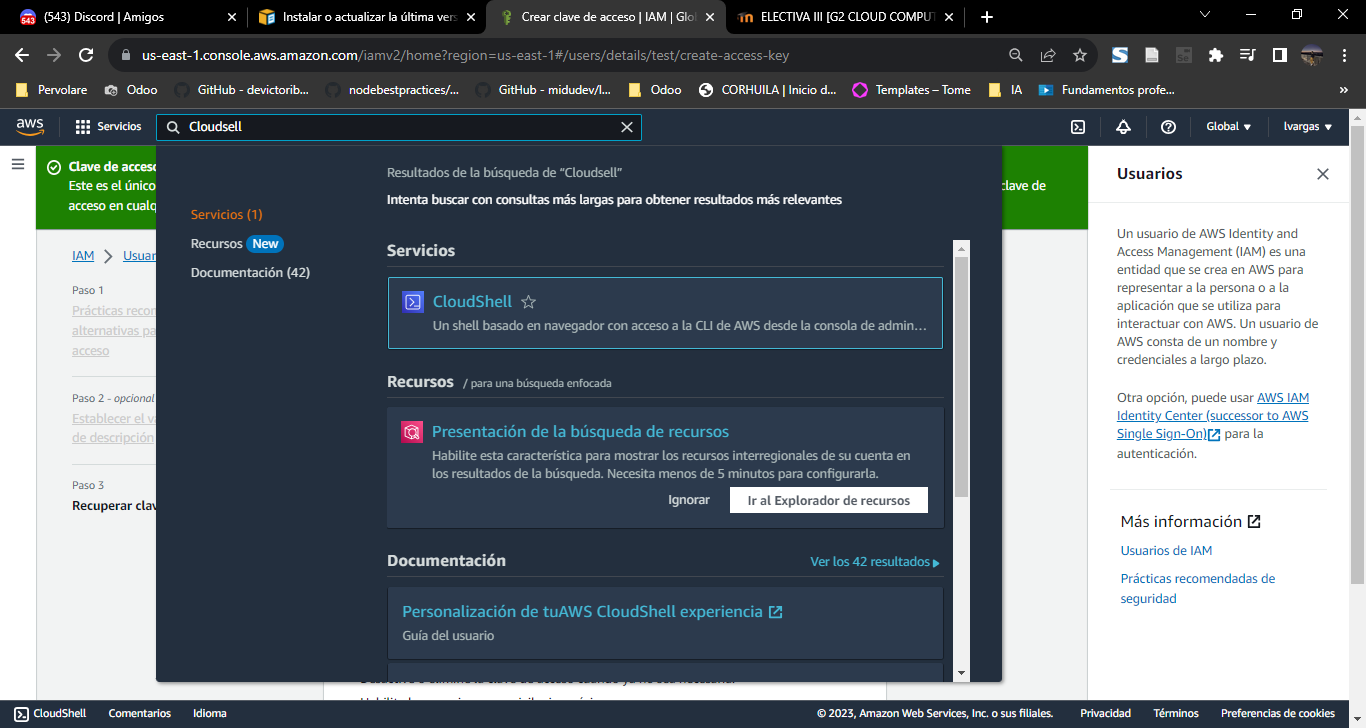 543
(543) Discord | Amigos
Instalar o actualizar la última vers
Crear clave de acceso | IAM | Glo
ELECTIVA III [G2 CLOUD COMPUT
us-east-1.console.aws.amazon.com/iamv2/home?region=us-east-1#/users/details/test/create-access-key
Pervolare
Odoo
GitHub - devictorib...
nodebestpractices/...
GitHub - midudev/l...
Odoo
CORHUILA | Inicio d...
Templates – Tome
IA
Fundamentos profe...
»
aws
Servicios
Cloudsell
Global
lvargas
Clave de acceso
Este es el único
acceso en cualq
clave de
IAM
Usuar
Paso 1
Prácticas recon
alternativas pa
acceso
Paso 2 - opcional
Establecer el va
de descripción
Paso 3
Recuperar clav
Servicios (1)
Recursos New
Documentación (42)
Resultados de la búsqueda de “Cloudsell”
Intenta buscar con consultas más largas para obtener resultados más relevantes
Servicios
CloudShell
Un shell basado en navegador con acceso a la CLI de AWS desde la consola de admin...
Recursos / para una búsqueda enfocada
Presentación de la búsqueda de recursos
Habilite esta característica para mostrar los recursos interregionales de su cuenta en
los resultados de la búsqueda. Necesita menos de 5 minutos para configurarla.
Ignorar
Ir al Explorador de recursos
Documentación
Ver los 42 resultados
Personalización de tuAWS CloudShell experiencia
Guía del usuario
Usuarios
Un usuario de AWS Identity and
Access Management (IAM) es una
entidad que se crea en AWS para
representar a la persona o a la
aplicación que se utiliza para
interactuar con AWS. Un usuario de
AWS consta de un nombre y
credenciales a largo plazo.
Otra opción, puede usar AWS IAM
Identity Center (successor to AWS
Single Sign-On) para la
autenticación.
Más información
Usuarios de IAM
Prácticas recomendadas de
seguridad
CloudShell
Comentarios
Idioma
© 2023, Amazon Web Services, Inc. o sus filiales.
Privacidad
Términos
Preferencias de cookies